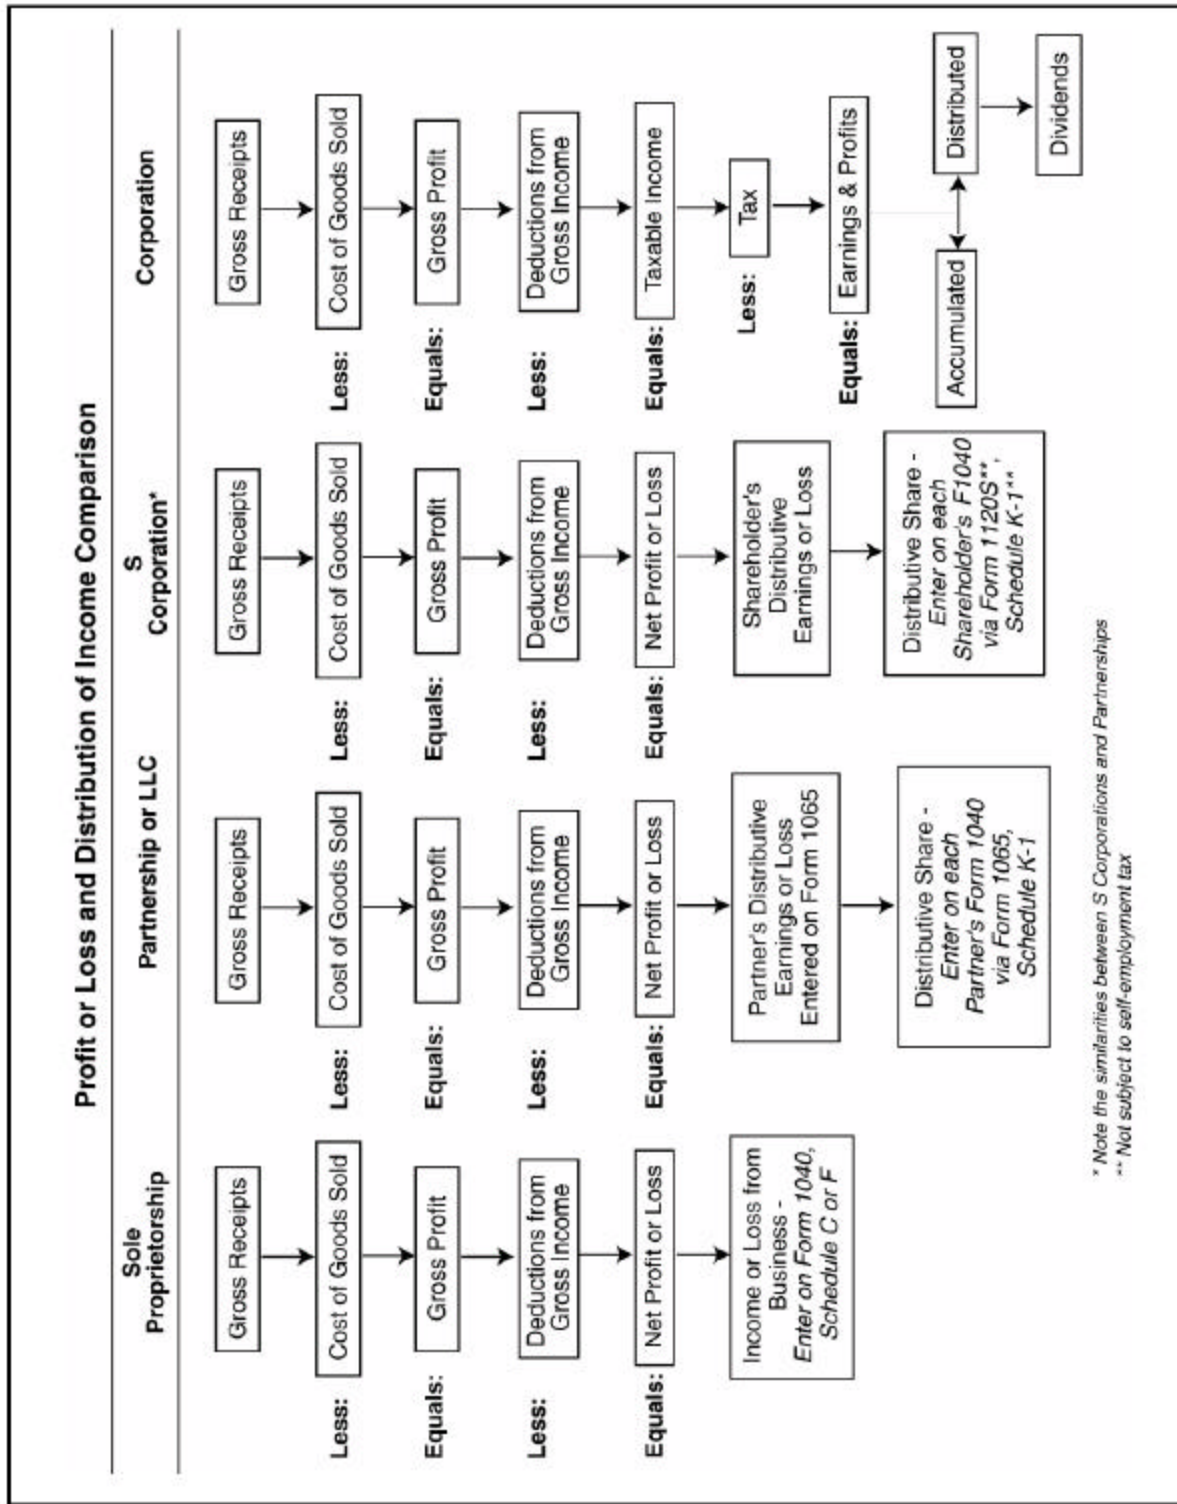 Profit or Loss and Distribution of Income Comparison
Sole
Proprietorship
Gross Receipts
Less: Cost of Goods Sold
Equals: Gross Profit
Less: Deductions from
Gross Income
Equals: Net Profit or Loss
Income or Loss from
Business -
Enter on Form 1040,
Schedule C or F
Partnership or LLC
Gross Receipts
Less: Cost of Goods Sold
Equals: Gross Profit
Less: Deductions from
Gross Income
Equals: Net Profit or Loss
Partner's Distributive
Earnings or Loss
Entered on Form 1065
Distributive Share -
Enter on each
Partner's Form 1040
via Form 1065,
Schedule K-1
S
Corporation*
Gross Receipts
Less: Cost of Goods Sold
Equals: Gross Profit
Less: Deductions from
Gross Income
Equals: Net Profit or Loss
Shareholder's
Distributive
Earnings or Loss
Distributive Share -
Enter on each
Shareholder's F1040
via Form 1120S**,
Schedule K-1**
Corporation
Gross Receipts
Less: Cost of Goods Sold
Equals: Gross Profit
Less: Deductions from
Gross Income
Equals: Taxable Income
Less: Tax
Equals: Earnings & Profits
Accumulated
Distributed
Dividends
* Note the similarities between S Corporations and Partnerships
** Not subject to self-employment tax